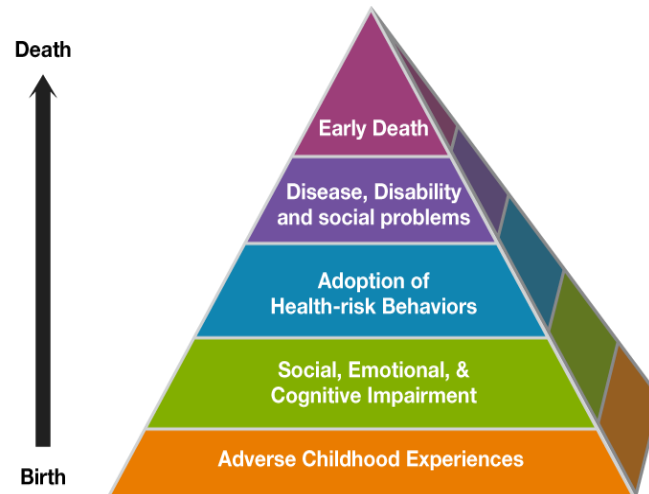 Death
Early Death
Disease, Disability
and social problems
Adoption of
Health-risk Behaviors
Social, Emotional, &
Cognitive Impairment
Adverse Childhood Experiences
Birth